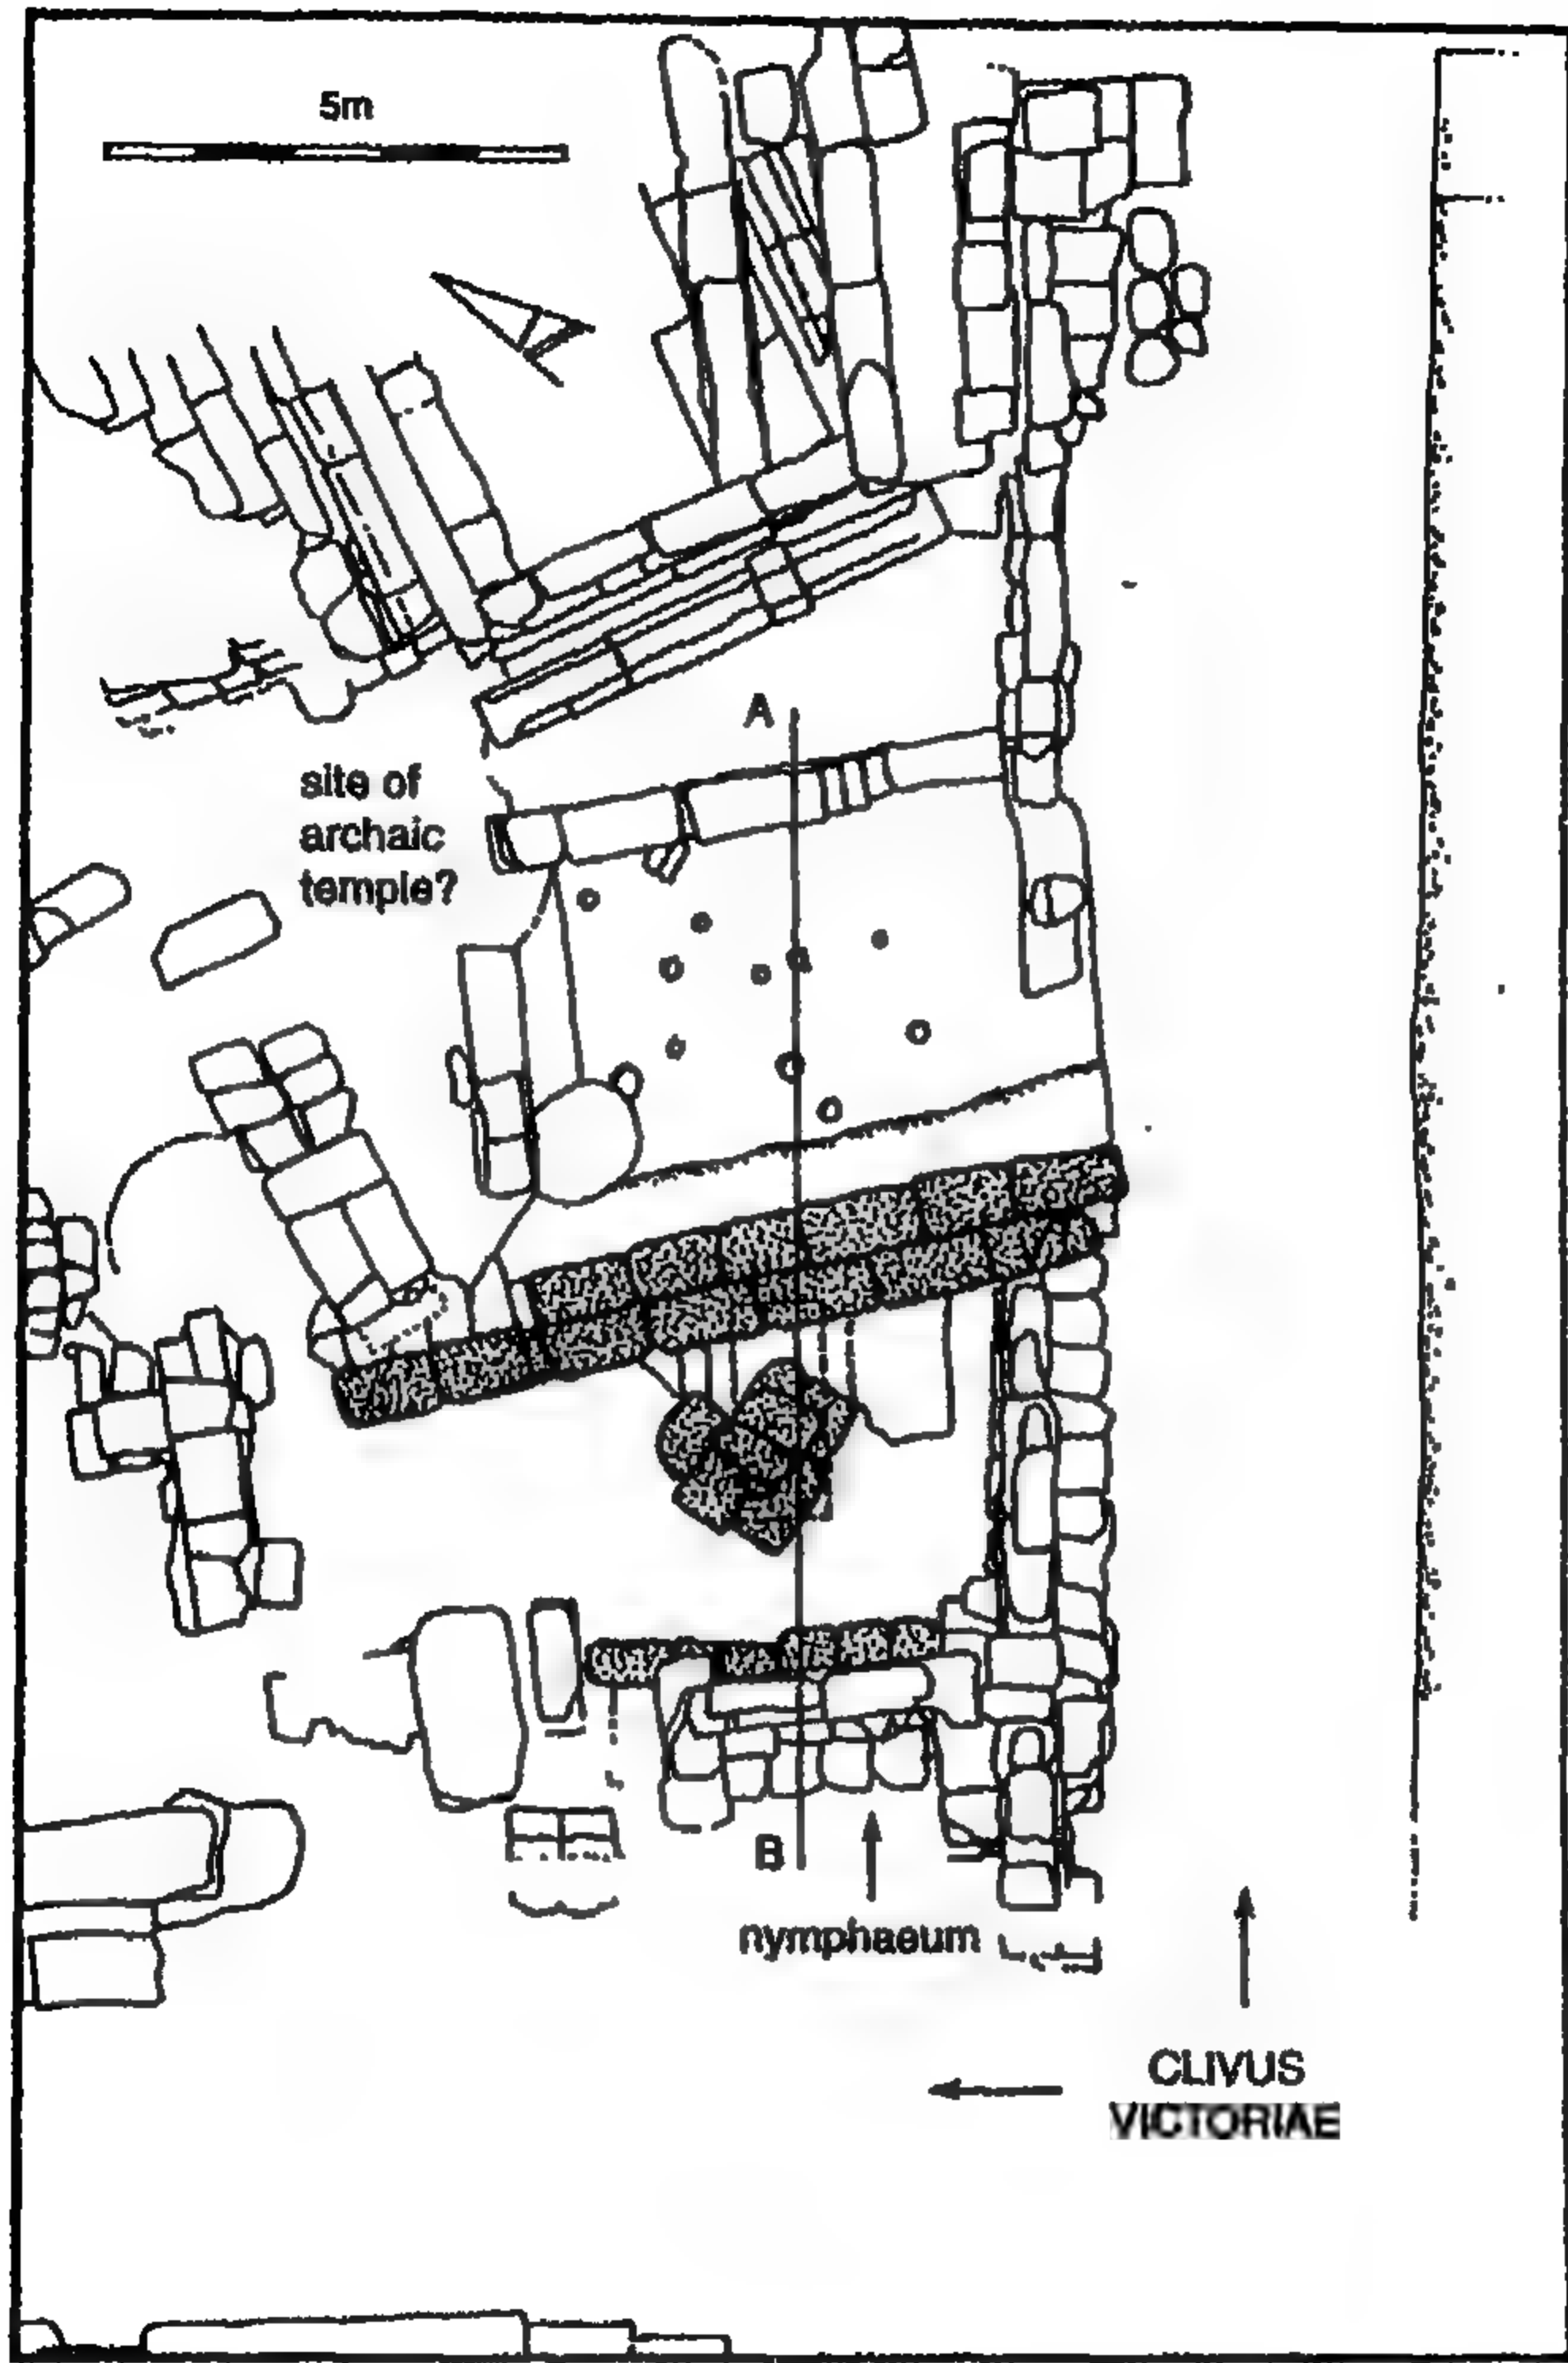 5m
A
site of
archaic
temple?
B
nymphaeum
CLIVUS
VICTORIAE